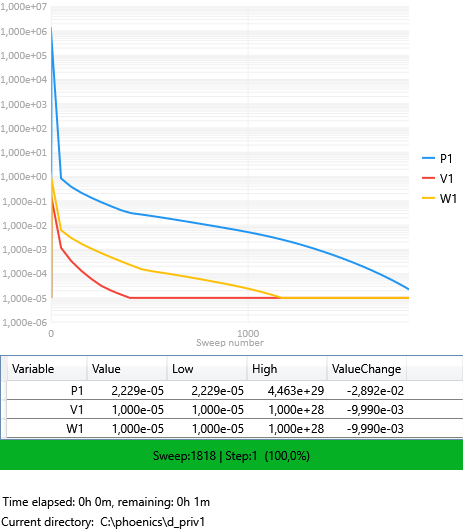 1,000e+07
1,000e+06
1,000e+05
1,000e+04
1,000e+03
1,000e+02
1,000e+01
1,000e+00
1,000e-01
1,000e-02
1,000e-03
1,000e-04
1,000e-05
1,000e-06
0 1000
Sweep number
P1
V1
W1
Variable Value Low High ValueChange
P1 2,229e-05 2,229e-05 4,463e+29 -2,892e-02
V1 1,000e-05 1,000e-05 1,000e+28 -9,990e-03
W1 1,000e-05 1,000e-05 1,000e+28 -9,990e-03
Sweep:1818 | Step:1 (100,0%)
Time elapsed: 0h 0m, remaining: 0h 1m
Current directory: C:\phoenics\d_priv1